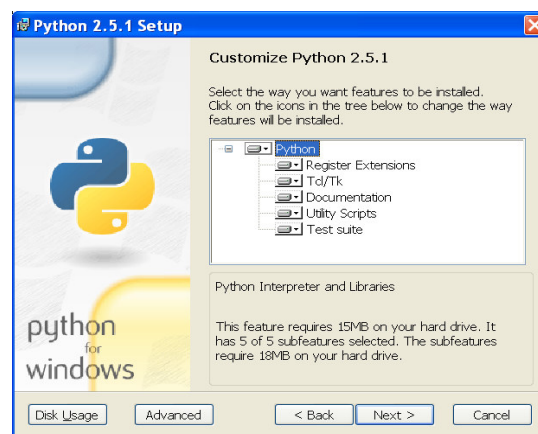 Python 2.5.1 Setup
Customize Python 2.5.1
Select the way you want features to be installed.
Click on the icons in the tree below to change the way
features will be installed.
Python
Register Extensions
Tcl/Tk
Documentation
Utility Scripts
Test suite
Python Interpreter and Libraries
This feature requires 15MB on your hard drive. It
has 5 of 5 subfeatures selected. The subfeatures
require 18MB on your hard drive.
python
for
windows
Disk Usage
Advanced
< Back
Next >
Cancel